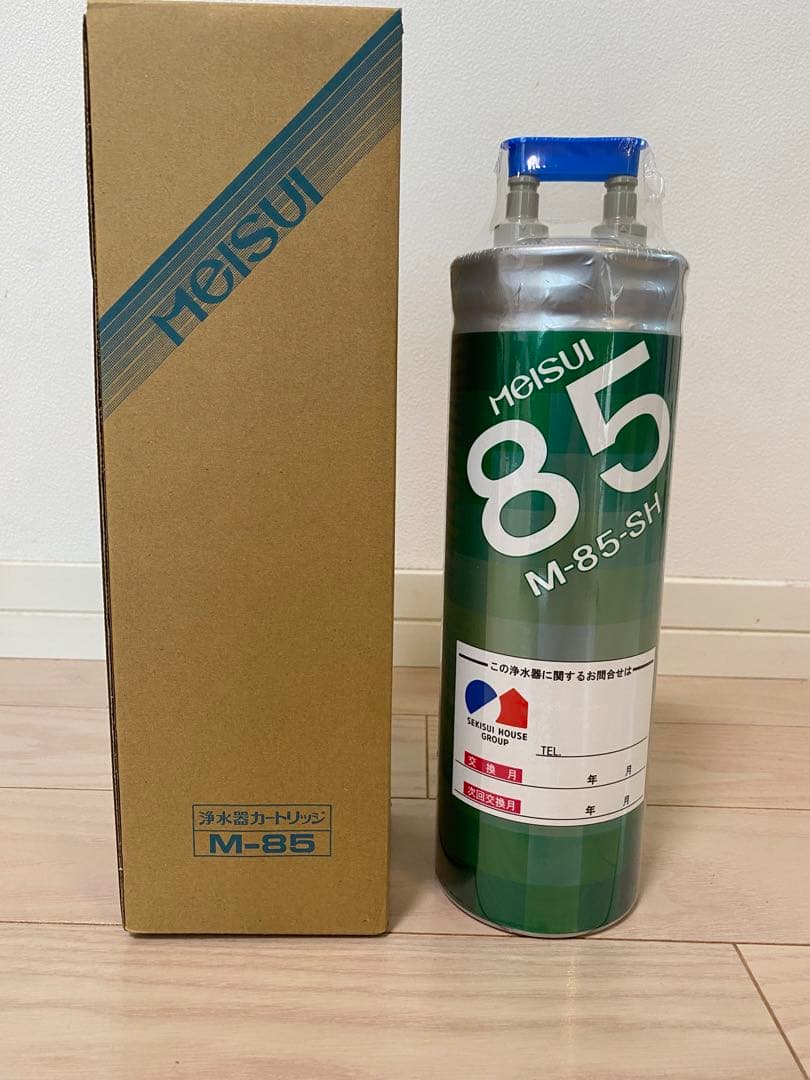 MEISUI
浄水器カートリッジ
M-85
MEISUI
85
M-85-SH
この浄水器に関するお問合せは
SEKISUI HOUSE
GROUP
TEL.
交換月 年 月
次回交換月 年 月